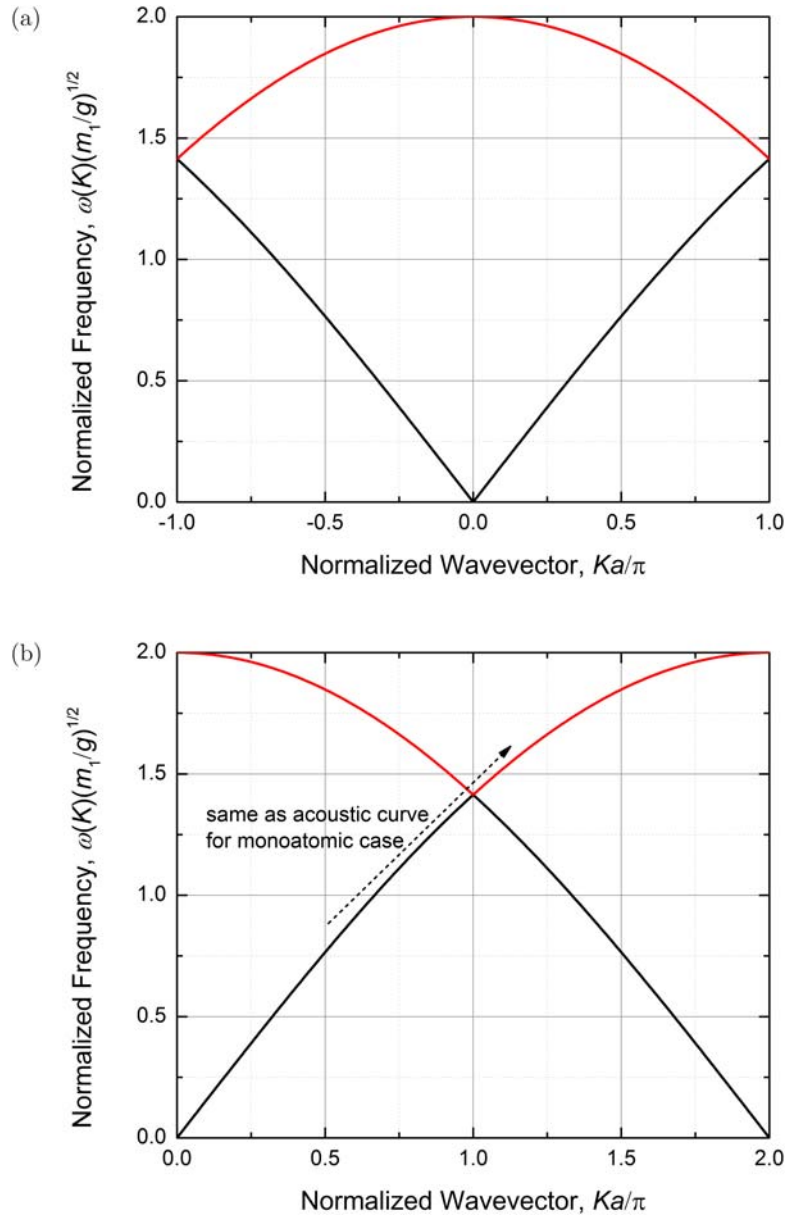 (a)
2.0
1.5
1.0
0.5
0.0
Normalized Frequency, ω(K)(m₁/g)^1/2
-1.0 -0.5 0.0 0.5 1.0
Normalized Wavevector, Ka/π
(b)
2.0
1.5
1.0
0.5
0.0
Normalized Frequency, ω(K)(m₁/g)^1/2
same as acoustic curve
for monoatomic case
0.0 0.5 1.0 1.5 2.0
Normalized Wavevector, Ka/π